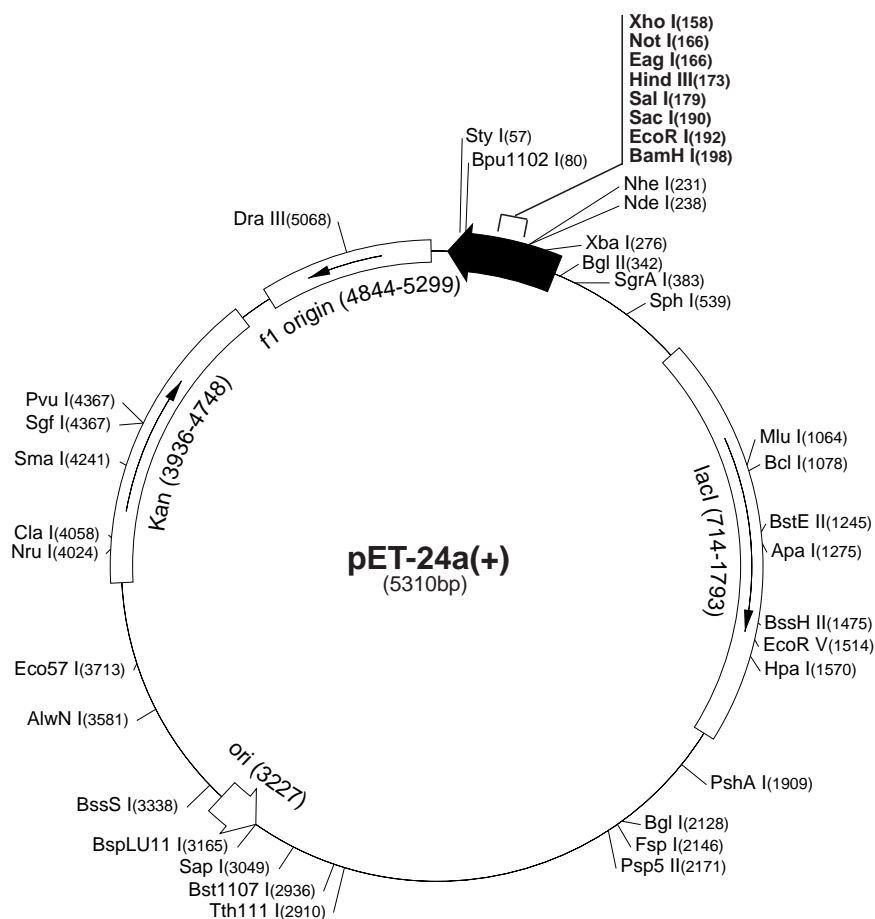 Xho I(158)
Not I(166)
Eag I(166)
Hind III(173)
Sal I(179)
Sac I(190)
EcoR I(192)
BamH I(198)
Sty I(57)
Bpu1102 I(80)
Nhe I(231)
Nde I(238)
Xba I(276)
Bgl II(342)
SgrA I(383)
Sph I(539)
Dra III(5068)
f1 origin (4844-5299)
Pvu I(4367)
Sgf I(4367)
Sma I(4241)
Cla I(4058)
Nru I(4024)
Kan (3936-4748)
Mlu I(1064)
Bcl I(1078)
BstE II(1245)
Apa I(1275)
lacI (714-1793)
BssH II(1475)
EcoR V(1514)
Hpa I(1570)
pET-24a(+)
(5310bp)
Eco57 I(3713)
AlwN I(3581)
ori (3227)
BssS I(3338)
BspLU11 I(3165)
Sap I(3049)
Bst1107 I(2936)
Tth111 I(2910)
PshA I(1909)
Bgl I(2128)
Fsp I(2146)
Psp5 II(2171)